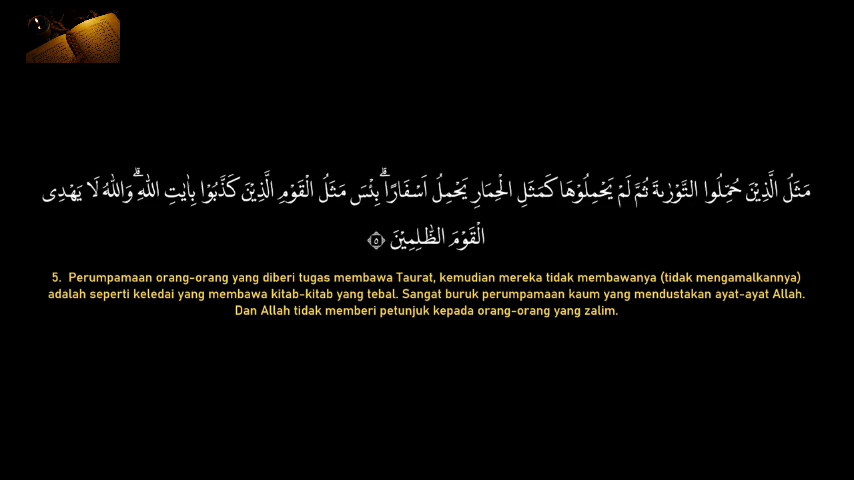 مَثَلُ الَّذِيْنَ حُمِّلُوا التَّوْرٰىةَ ثُمَّ لَمْ يَحْمِلُوْهَا كَمَثَلِ الْحِمَارِ يَحْمِلُ اَسْفَارًاۗ بِئْسَ مَثَلُ الْقَوْمِ الَّذِيْنَ كَذَّبُوْا بِاٰيٰتِ اللّٰهِۗ وَاللّٰهُ لَا يَهْدِى
الْقَوْمَ الظّٰلِمِيْنَ ۝٥
5. Perumpamaan orang-orang yang diberi tugas membawa Taurat, kemudian mereka tidak membawanya (tidak mengamalkannya)
adalah seperti keledai yang membawa kitab-kitab yang tebal. Sangat buruk perumpamaan kaum yang mendustakan ayat-ayat Allah.
Dan Allah tidak memberi petunjuk kepada orang-orang yang zalim.